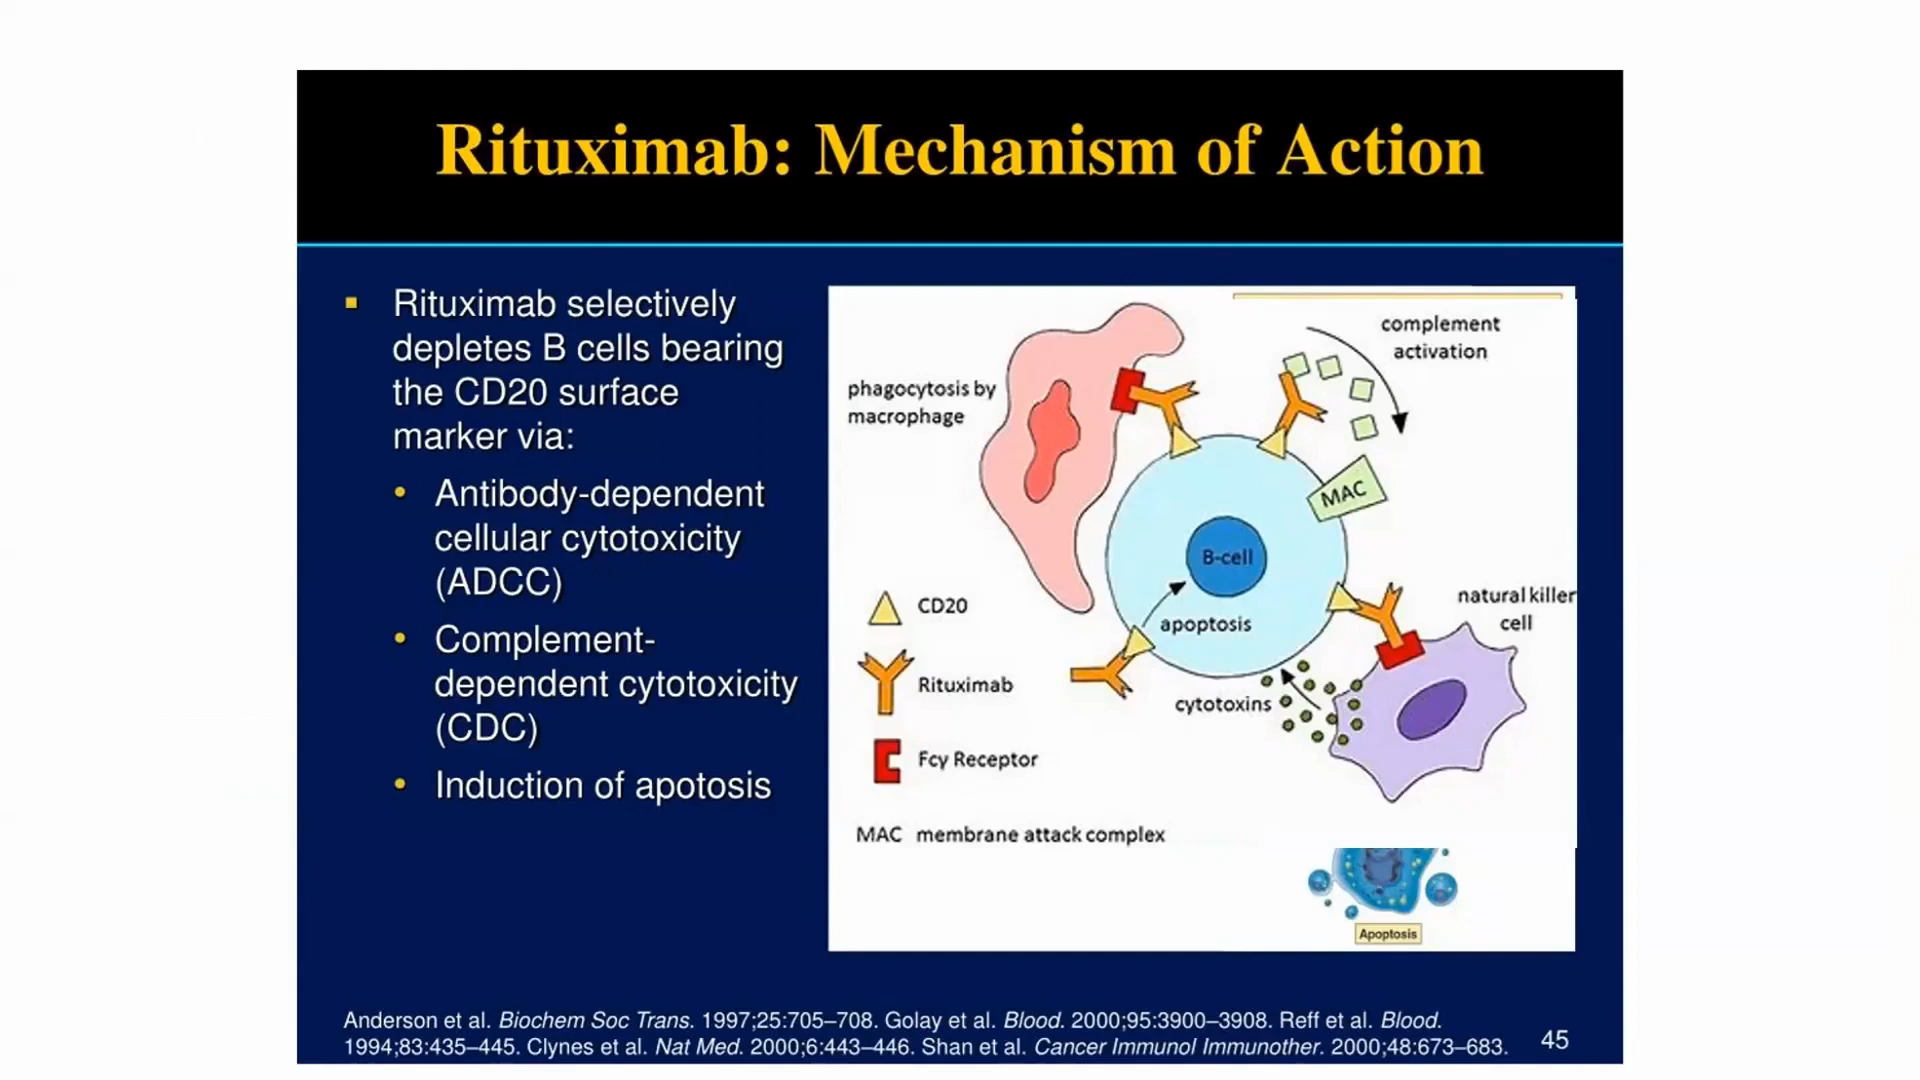 Rituximab: Mechanism of Action
Rituximab selectively
depletes B cells bearing
the CD20 surface
marker via:
Antibody-dependent
cellular cytotoxicity
(ADCC)
Complement-
dependent cytotoxicity
(CDC)
Induction of apotosis
complement
activation
phagocytosis by
macrophage
MAC
B-cell
apoptosis
natural killer
cell
cytotoxins
CD20
Rituximab
Fcy Receptor
MAC membrane attack complex
Apoptosis
Anderson et al. Biochem Soc Trans. 1997;25:705–708. Golay et al. Blood. 2000;95:3900–3908. Reff et al. Blood.
1994;83:435–445. Clynes et al. Nat Med. 2000;6:443–446. Shan et al. Cancer Immunol Immunother. 2000;48:673–683.
45